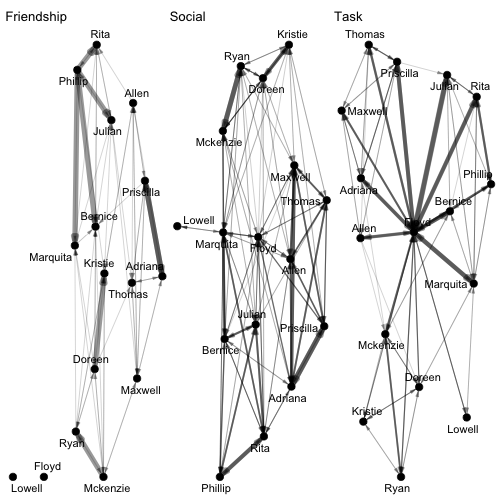 Friendship
Social
Task
Rita
Phillip
Allen
Julian
Priscilla
Bernice
Marquita
Kristie
Adriana
Thomas
Doreen
Maxwell
Ryan
Floyd
Lowell
Mckenzie
Kristie
Ryan
Doreen
Mckenzie
Maxwell
Thomas
Lowell
Marquita
Floyd
Allen
Julian
Priscilla
Bernice
Adriana
Rita
Phillip
Thomas
Priscilla
Julian
Rita
Maxwell
Phillip
Adriana
Bernice
Allen
Floyd
Marquita
Mckenzie
Doreen
Kristie
Lowell
Ryan